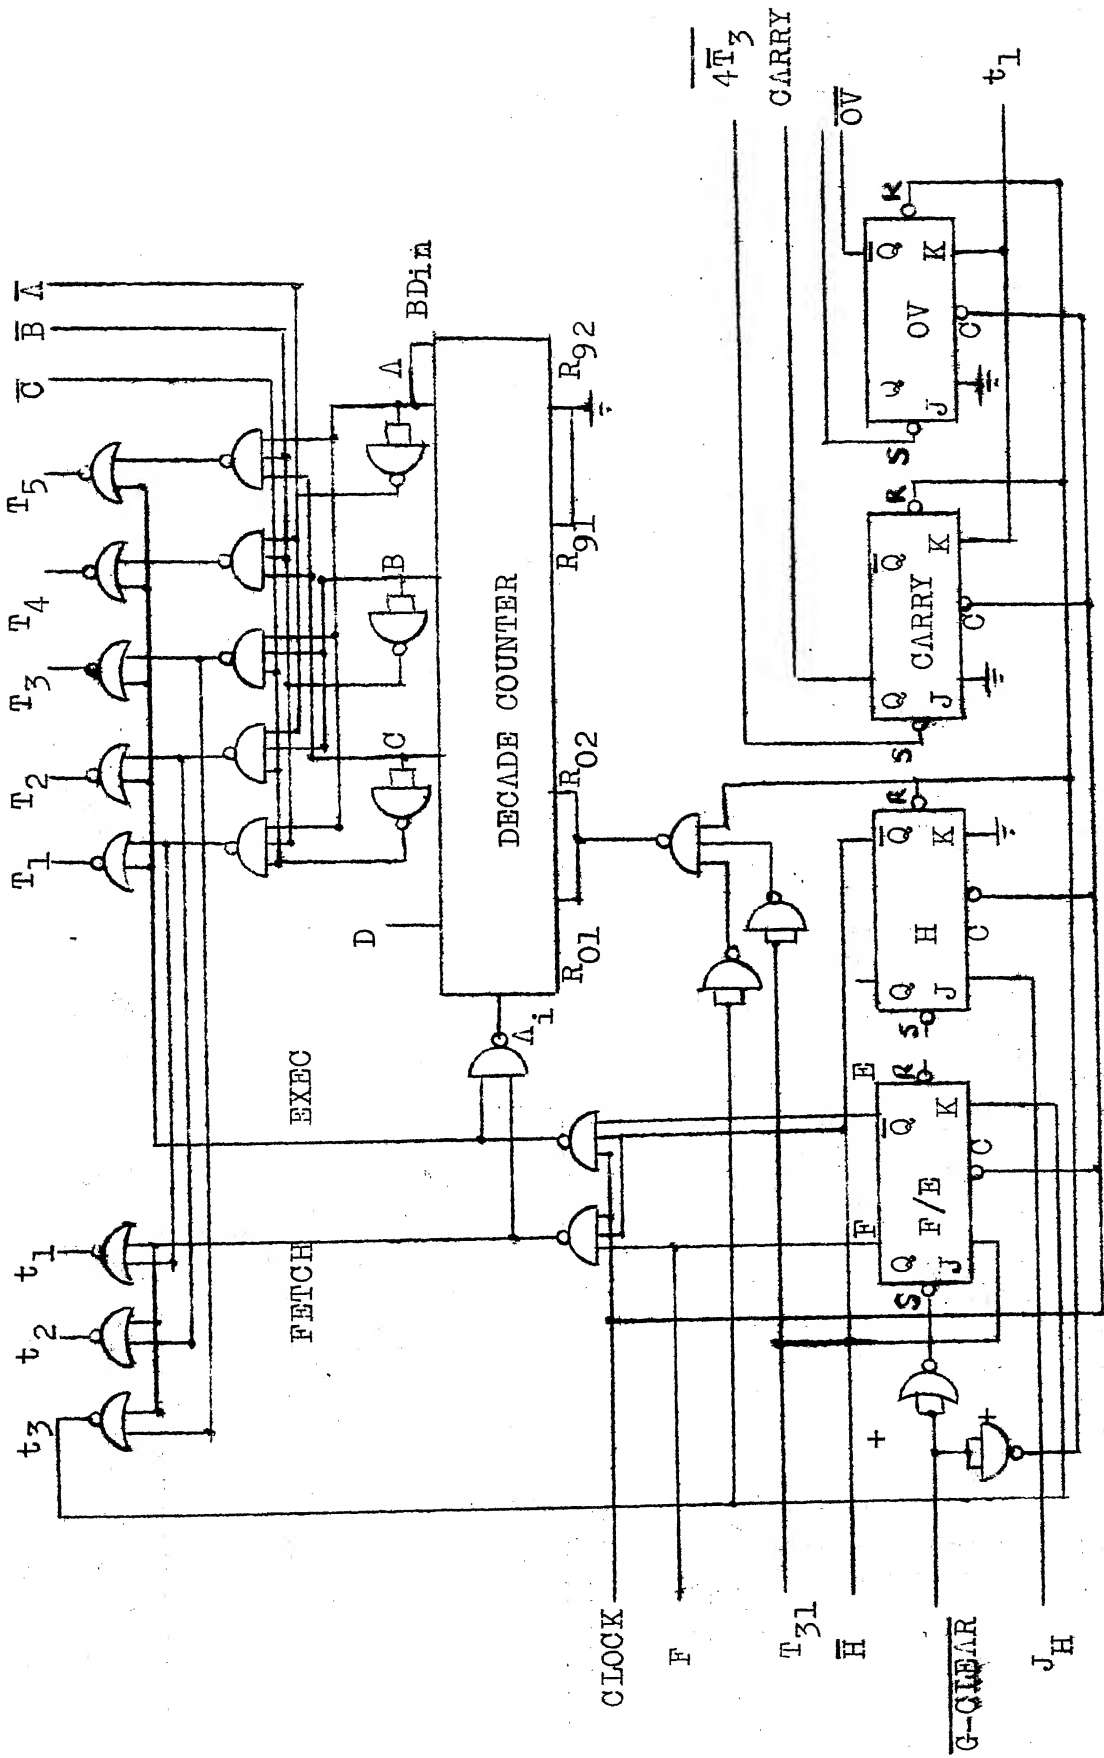 t3 t2 t1 T1 T2 T3 T4 T5 C̅ B̅ A̅
FETCH EXEC
D C B A BDin
Ai
DECADE COUNTER
R01 R02 R91 R92
CLOCK
F
T31
H̅
G-CLEAR
JH
+
+
F E
S Q F/E Q̅ R
J C K
S Q H Q̅ R
J C K
S Q CARRY Q̅ R
J C K
S Q OV Q̅ R
J C K
4T̅3
CARRY
O̅V̅
t1